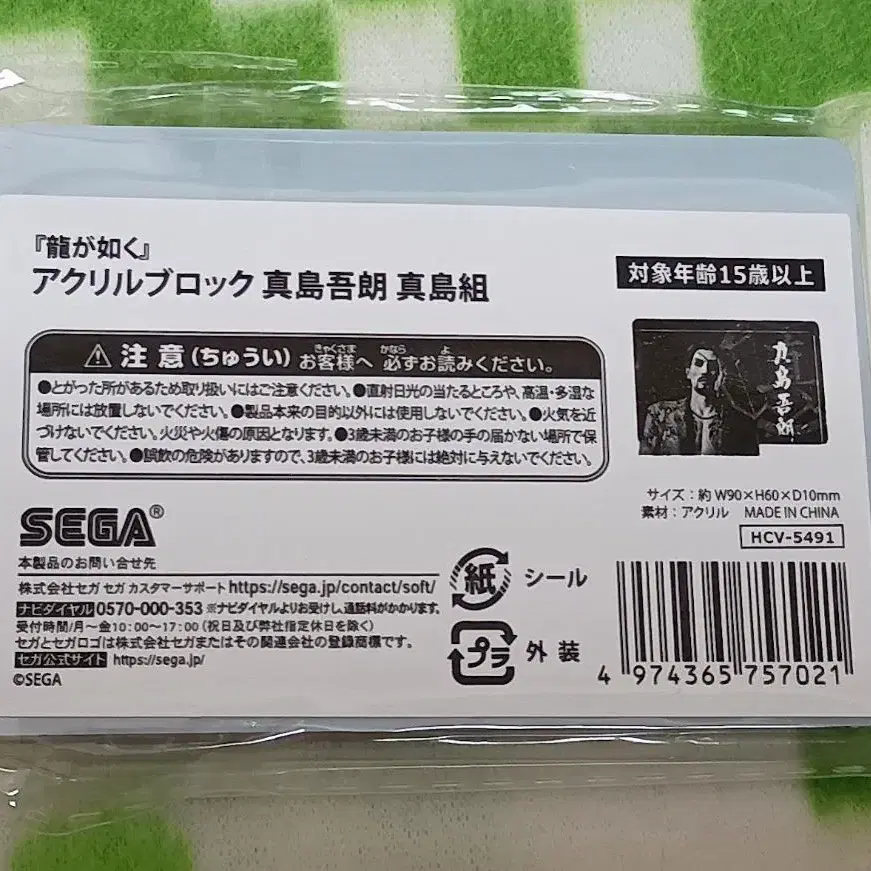 『龍が如く』
アクリルブロック 真島吾朗 真島組
対象年齢15歳以上
⚠ 注意(ちゅうい) お客様へ 必ずお読みください。
きゃくさま かなら よ
●とがった所があるため取り扱いにはご注意ください。●直射日光の当たるところや、高温・多湿な
場所には放置しないでください。●製品本来の目的以外には使用しないでください。●火気を近
づけないでください。火災や火傷の原因となります。●3歳未満のお子様の手の届かない場所で保
管してください。●誤飲の危険がありますので、3歳未満のお子様には絶対に与えないでください。
真島吾朗
サイズ：約 W90×H60×D10mm
素材：アクリル MADE IN CHINA
HCV-5491
SEGA®
本製品のお問い合せ先
株式会社セガ セガ カスタマーサポート https://sega.jp/contact/soft/
ナビダイヤル 0570-000-353 ※ナビダイヤルよりお受けし、通話料がかかります。
受付時間/月〜金10:00〜17:00（祝日及び弊社指定休日を除く）
セガとセガロゴは株式会社セガまたはその関連会社の登録商標です。
セガ公式サイト https://sega.jp/
©SEGA
紙 シール
プラ 外装
4 974365 757021